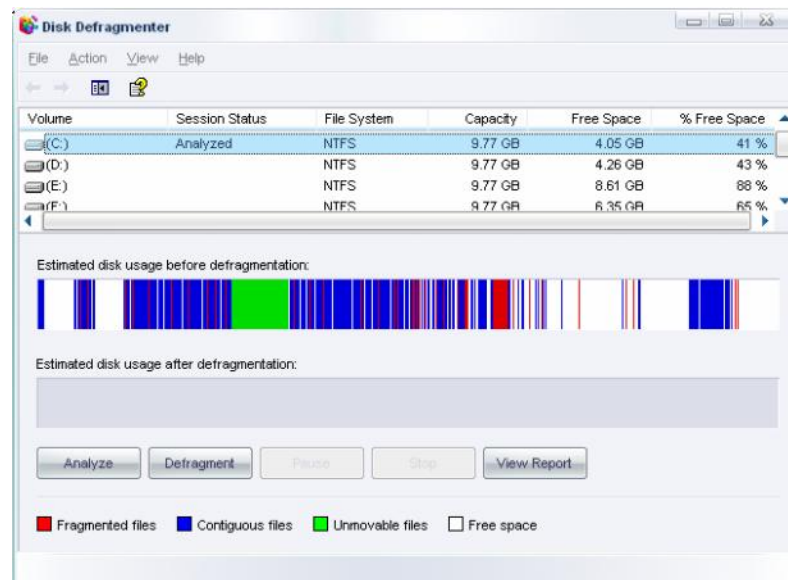 Disk Defragmenter
File Action View Help
Volume Session Status File System Capacity Free Space % Free Space
(C:) Analyzed NTFS 9.77 GB 4.05 GB 41 %
(D:) NTFS 9.77 GB 4.26 GB 43 %
(E:) NTFS 9.77 GB 8.61 GB 88 %
(F:) NTFS 9.77 GB 6.35 GB 65 %
Estimated disk usage before defragmentation:
Estimated disk usage after defragmentation:
Analyze Defragment Pause Stop View Report
Fragmented files Contiguous files Unmovable files Free space